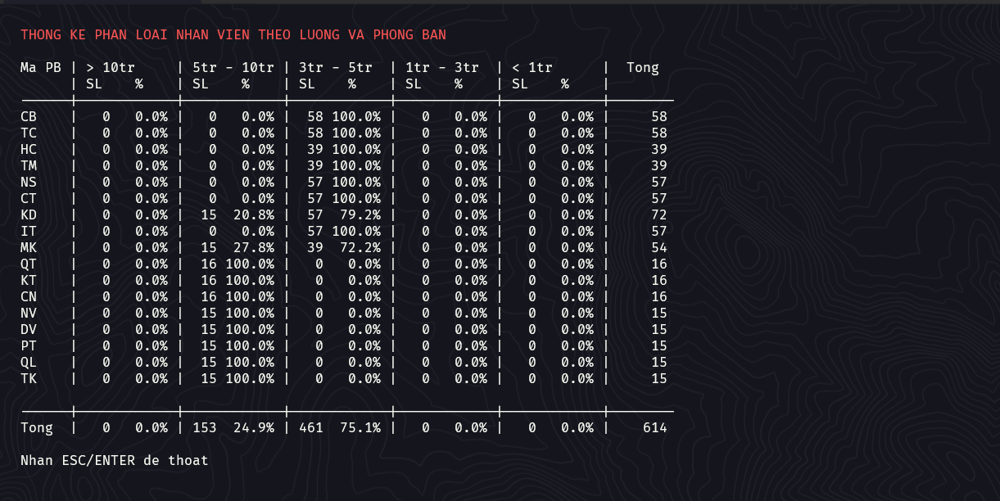 THONG KE PHAN LOAI NHAN VIEN THEO LUONG VA PHONG BAN
Ma PB | > 10tr | 5tr - 10tr | 3tr - 5tr | 1tr - 3tr | < 1tr | Tong
| SL % | SL % | SL % | SL % | SL % |
CB | 0 0.0% | 0 0.0% | 58 100.0% | 0 0.0% | 0 0.0% | 58
TC | 0 0.0% | 0 0.0% | 58 100.0% | 0 0.0% | 0 0.0% | 58
HC | 0 0.0% | 0 0.0% | 39 100.0% | 0 0.0% | 0 0.0% | 39
TM | 0 0.0% | 0 0.0% | 39 100.0% | 0 0.0% | 0 0.0% | 39
NS | 0 0.0% | 0 0.0% | 57 100.0% | 0 0.0% | 0 0.0% | 57
CT | 0 0.0% | 0 0.0% | 57 100.0% | 0 0.0% | 0 0.0% | 57
KD | 0 0.0% | 15 20.8% | 57 79.2% | 0 0.0% | 0 0.0% | 72
IT | 0 0.0% | 0 0.0% | 57 100.0% | 0 0.0% | 0 0.0% | 57
MK | 0 0.0% | 15 27.8% | 39 72.2% | 0 0.0% | 0 0.0% | 54
QT | 0 0.0% | 16 100.0% | 0 0.0% | 0 0.0% | 0 0.0% | 16
KT | 0 0.0% | 16 100.0% | 0 0.0% | 0 0.0% | 0 0.0% | 16
CN | 0 0.0% | 16 100.0% | 0 0.0% | 0 0.0% | 0 0.0% | 16
NV | 0 0.0% | 15 100.0% | 0 0.0% | 0 0.0% | 0 0.0% | 15
DV | 0 0.0% | 15 100.0% | 0 0.0% | 0 0.0% | 0 0.0% | 15
PT | 0 0.0% | 15 100.0% | 0 0.0% | 0 0.0% | 0 0.0% | 15
QL | 0 0.0% | 15 100.0% | 0 0.0% | 0 0.0% | 0 0.0% | 15
TK | 0 0.0% | 15 100.0% | 0 0.0% | 0 0.0% | 0 0.0% | 15
Tong | 0 0.0% | 153 24.9% | 461 75.1% | 0 0.0% | 0 0.0% | 614
Nhan ESC/ENTER de thoat